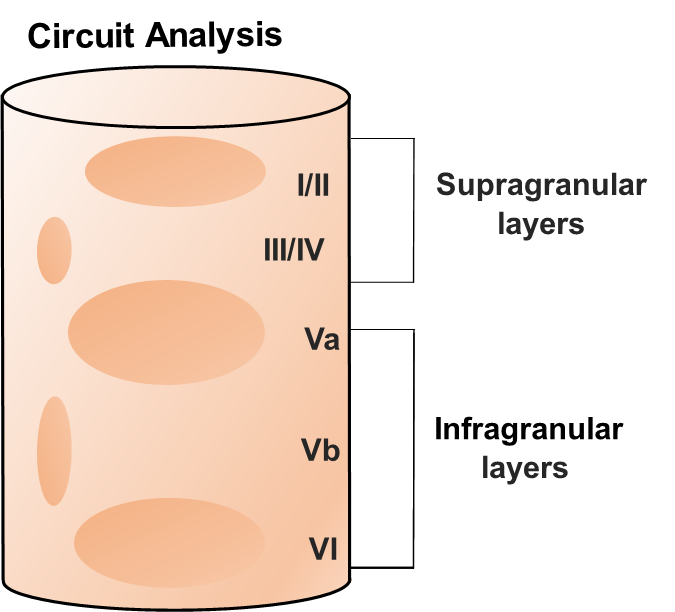 Circuit Analysis
I/II
Supragranular
layers
III/IV
Va
Infragranular
layers
Vb
VI